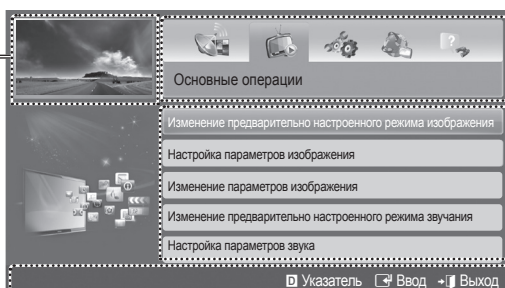 Основные операции
Изменение предварительно настроенного режима изображения
Настройка параметров изображения
Изменение параметров изображения
Изменение предварительно настроенного режима звучания
Настройка параметров звука
D Указатель Ввод Выход